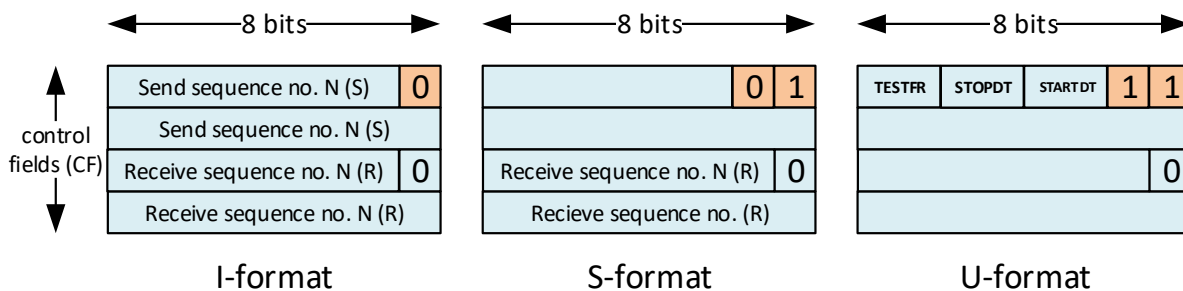 8 bits
8 bits
8 bits
control
fields (CF)
Send sequence no. N (S) 0
Send sequence no. N (S)
Receive sequence no. N (R) 0
Receive sequence no. N (R)
I-format
0 1
Receive sequence no. N (R) 0
Recieve sequence no. (R)
S-format
TESTFR STOPDT STARTDT 1 1
0
U-format